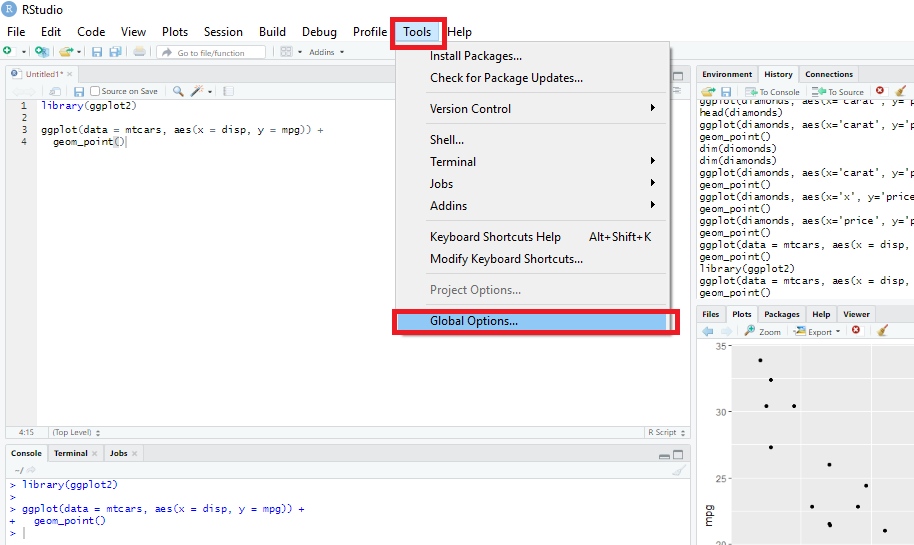 RStudio
File Edit Code View Plots Session Build Debug Profile Tools Help
Go to file/function Addins
Untitled1*
Source on Save
1 library(ggplot2)
2
3 ggplot(data = mtcars, aes(x = disp, y = mpg)) +
4 geom_point()
4:15 (Top Level) R Script
Install Packages...
Check for Package Updates...
Version Control
Shell...
Terminal
Jobs
Addins
Keyboard Shortcuts Help Alt+Shift+K
Modify Keyboard Shortcuts...
Project Options...
Global Options...
Console Terminal Jobs
~/
> library(ggplot2)
>
> ggplot(data = mtcars, aes(x = disp, y = mpg)) +
+ geom_point()
>
Environment History Connections
To Console To Source
ggplot(diamonds, aes(x='carat', y='p
head(diamonds)
ggplot(diamonds, aes(x='carat', y='p
geom_point()
dim(diomonds)
dim(diamonds)
ggplot(diamonds, aes(x='carat', y='p
geom_point()
ggplot(diamonds, aes(x='x', y='price
geom_point()
ggplot(diamonds, aes(x='price', y='p
geom_point()
ggplot(data = mtcars, aes(x = disp,
geom_point()
library(ggplot2)
ggplot(data = mtcars, aes(x = disp,
geom_point()
Files Plots Packages Help Viewer
Zoom Export
35
30
25
20
mpg